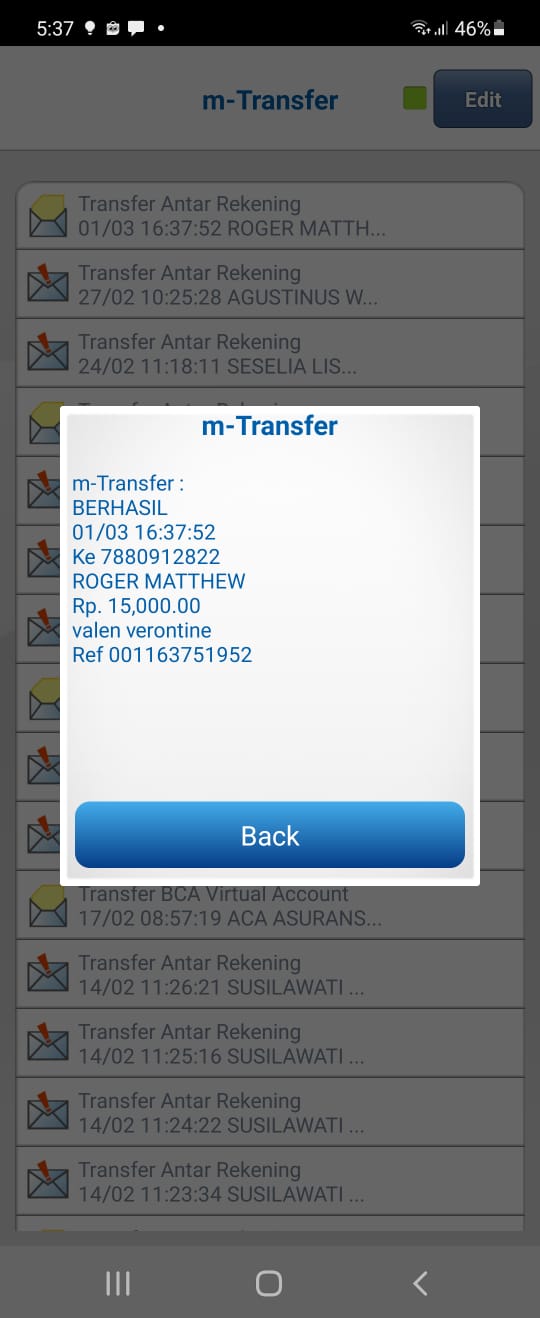 5:37
46%
m-Transfer
Edit
Transfer Antar Rekening
01/03 16:37:52 ROGER MATTH...
Transfer Antar Rekening
27/02 10:25:28 AGUSTINUS W...
Transfer Antar Rekening
24/02 11:18:11 SESELIA LIS...
m-Transfer
m-Transfer :
BERHASIL
01/03 16:37:52
Ke 7880912822
ROGER MATTHEW
Rp. 15,000.00
valen verontine
Ref 001163751952
Back
Transfer BCA Virtual Account
17/02 08:57:19 ACA ASURANS...
Transfer Antar Rekening
14/02 11:26:21 SUSILAWATI ...
Transfer Antar Rekening
14/02 11:25:16 SUSILAWATI ...
Transfer Antar Rekening
14/02 11:24:22 SUSILAWATI ...
Transfer Antar Rekening
14/02 11:23:34 SUSILAWATI ...